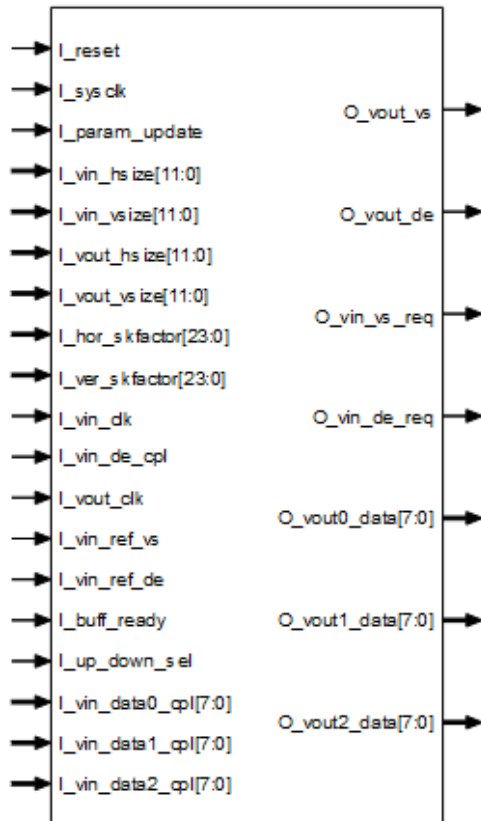 I_reset
I_sysclk
I_param_update
I_vin_hsize[11:0]
I_vin_vsize[11:0]
I_vout_hsize[11:0]
I_vout_vsize[11:0]
I_hor_skfactor[23:0]
I_ver_skfactor[23:0]
I_vin_clk
I_vin_de_cpl
I_vout_clk
I_vin_ref_vs
I_vin_ref_de
I_buff_ready
I_up_down_sel
I_vin_data0_cpl[7:0]
I_vin_data1_cpl[7:0]
I_vin_data2_cpl[7:0]
O_vout_vs
O_vout_de
O_vin_vs_req
O_vin_de_req
O_vout0_data[7:0]
O_vout1_data[7:0]
O_vout2_data[7:0]